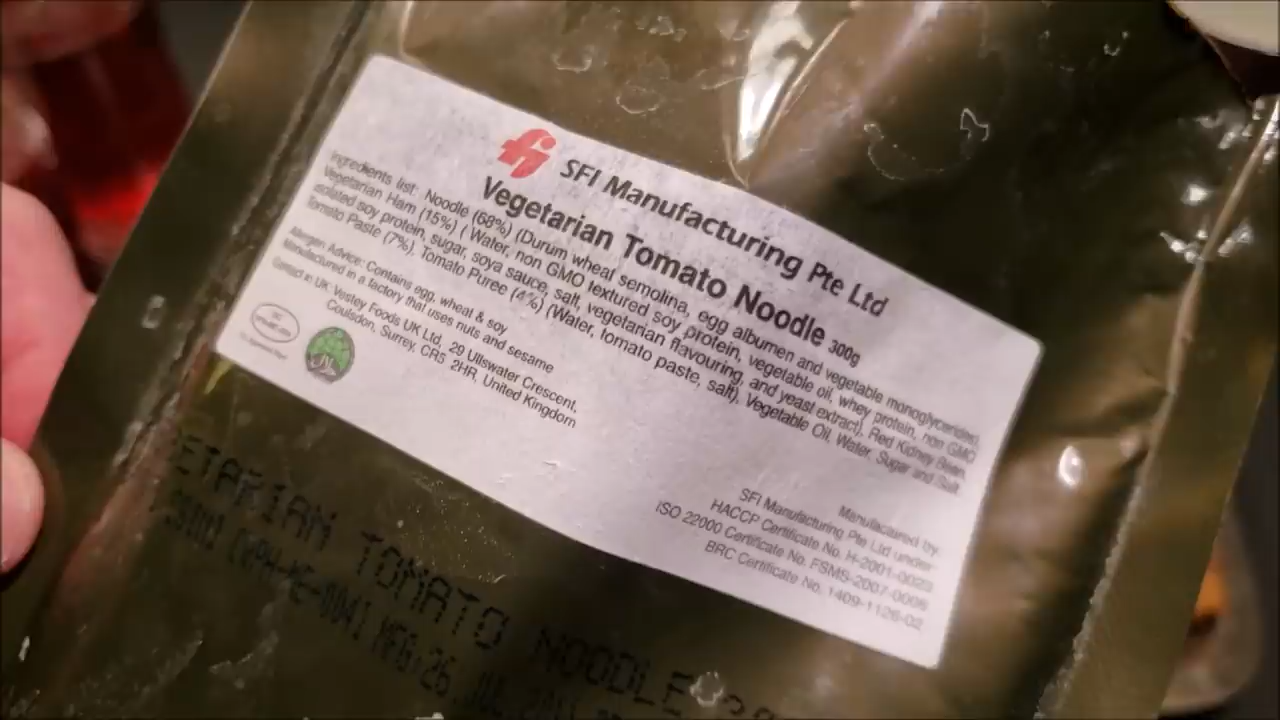 SFI Manufacturing Pte Ltd
Vegetarian Tomato Noodle 300g
Ingredients list: Noodle (68%) (Durum wheat semolina, egg albumen and vegetable monoglycerides),
Vegetarian Ham (15%) ( Water, non GMO textured soy protein, vegetable oil, whey protein, non GMO
isolated soy protein, sugar, soya sauce, salt, vegetarian flavouring, and yeast extract), Red Kidney Bean,
Tomato Paste (7%), Tomato Puree (4%) (Water, tomato paste, salt), Vegetable Oil, Water, Sugar and Salt.
Allergen Advice: Contains egg, wheat & soy
Manufactured in a factory that uses nuts and sesame
Contact in UK: Vestey Foods UK Ltd, 29 Ullswater Crescent,
Coulsdon, Surrey, CR5 2HR, United Kingdom
Manufactured by:
SFI Manufacturing Pte Ltd under
HACCP Certificate No. H-2001-0023
ISO 22000 Certificate No. FSMS-2007-0006
BRC Certificate No. 1409-1126-02
ETARIAN TOMATO NOODLE
MFG:26